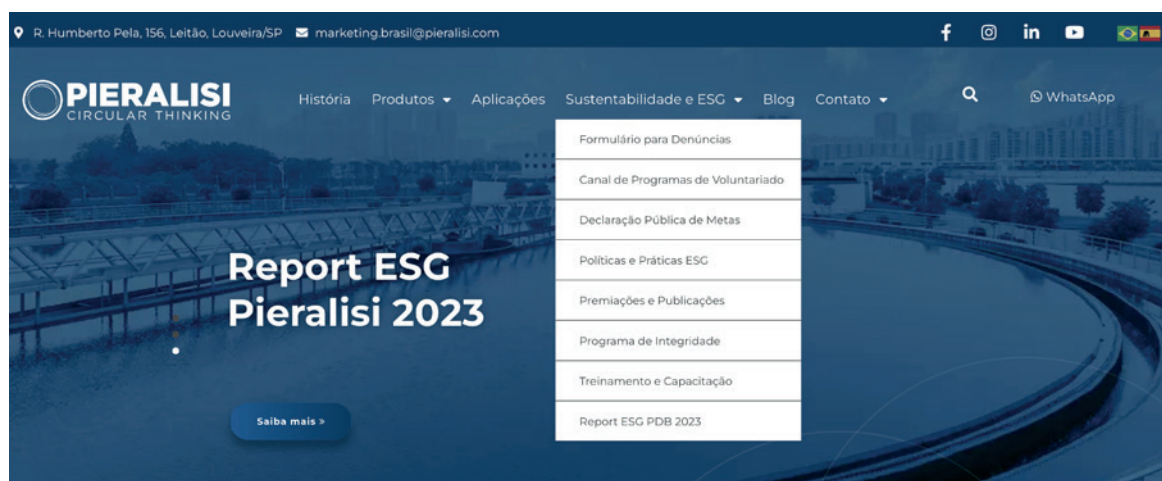 R. Humberto Pela, 156, Leitão, Louveira/SP marketing.brasil@pieralisi.com
PIERALISI
CIRCULAR THINKING
História Produtos Aplicações Sustentabilidade e ESG Blog Contato WhatsApp
Formulário para Denúncias
Canal de Programas de Voluntariado
Declaração Pública de Metas
Políticas e Práticas ESG
Premiações e Publicações
Programa de Integridade
Treinamento e Capacitação
Report ESG PDB 2023
Report ESG
Pieralisi 2023
Saiba mais »